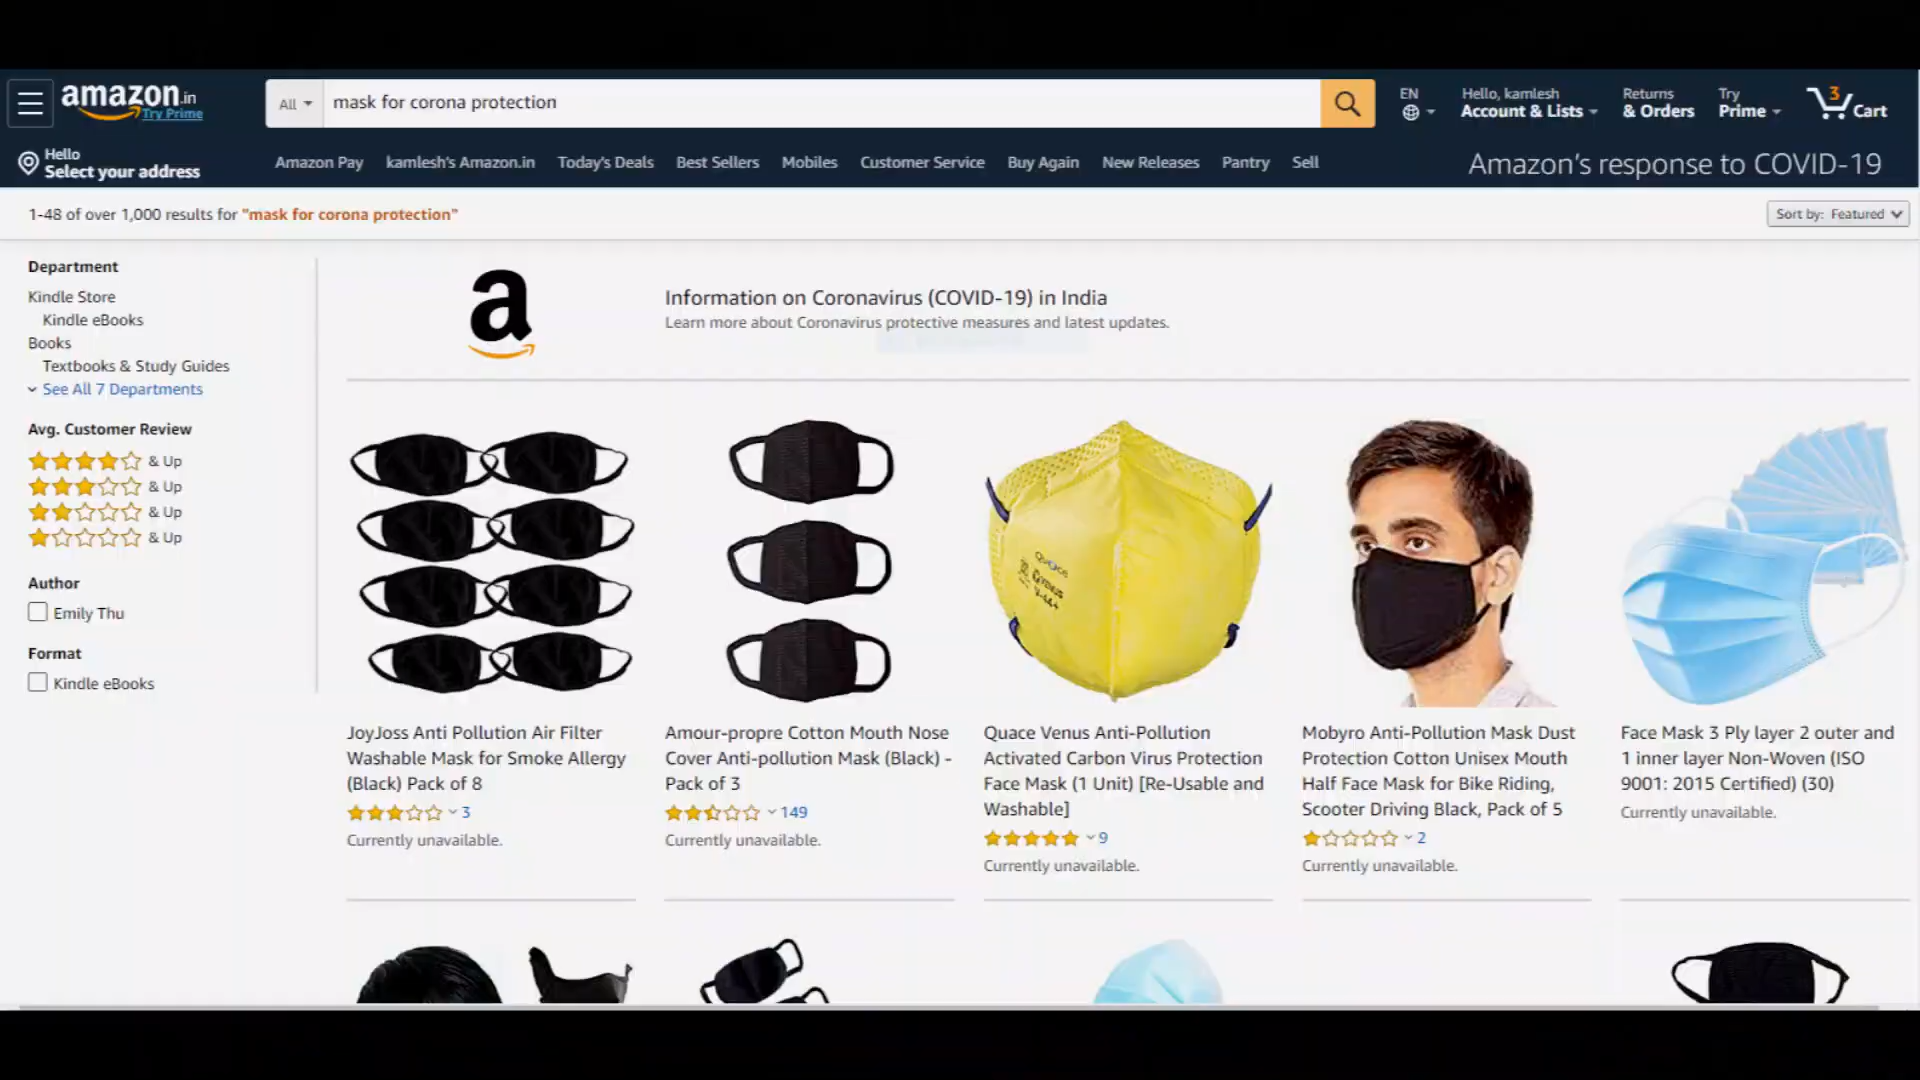 amazon.in
Try Prime
All
mask for corona protection
EN
Hello, kamlesh
Account & Lists
Returns
& Orders
Try
Prime
3
Cart
Hello
Select your address
Amazon Pay
kamlesh's Amazon.in
Today's Deals
Best Sellers
Mobiles
Customer Service
Buy Again
New Releases
Pantry
Sell
Amazon's response to COVID-19
1-48 of over 1,000 results for "mask for corona protection"
Sort by: Featured
Department
Kindle Store
Kindle eBooks
Books
Textbooks & Study Guides
See All 7 Departments
Avg. Customer Review
& Up
& Up
& Up
& Up
Author
Emily Thu
Format
Kindle eBooks
a
Information on Coronavirus (COVID-19) in India
Learn more about Coronavirus protective measures and latest updates.
JoyJoss Anti Pollution Air Filter
Washable Mask for Smoke Allergy
(Black) Pack of 8
3
Currently unavailable.
Amour-propre Cotton Mouth Nose
Cover Anti-pollution Mask (Black) -
Pack of 3
149
Currently unavailable.
Quace
Quace Venus Anti-Pollution
Activated Carbon Virus Protection
Face Mask (1 Unit) [Re-Usable and
Washable]
9
Currently unavailable.
Mobyro Anti-Pollution Mask Dust
Protection Cotton Unisex Mouth
Half Face Mask for Bike Riding,
Scooter Driving Black, Pack of 5
2
Currently unavailable.
Face Mask 3 Ply layer 2 outer and
1 inner layer Non-Woven (ISO
9001: 2015 Certified) (30)
Currently unavailable.